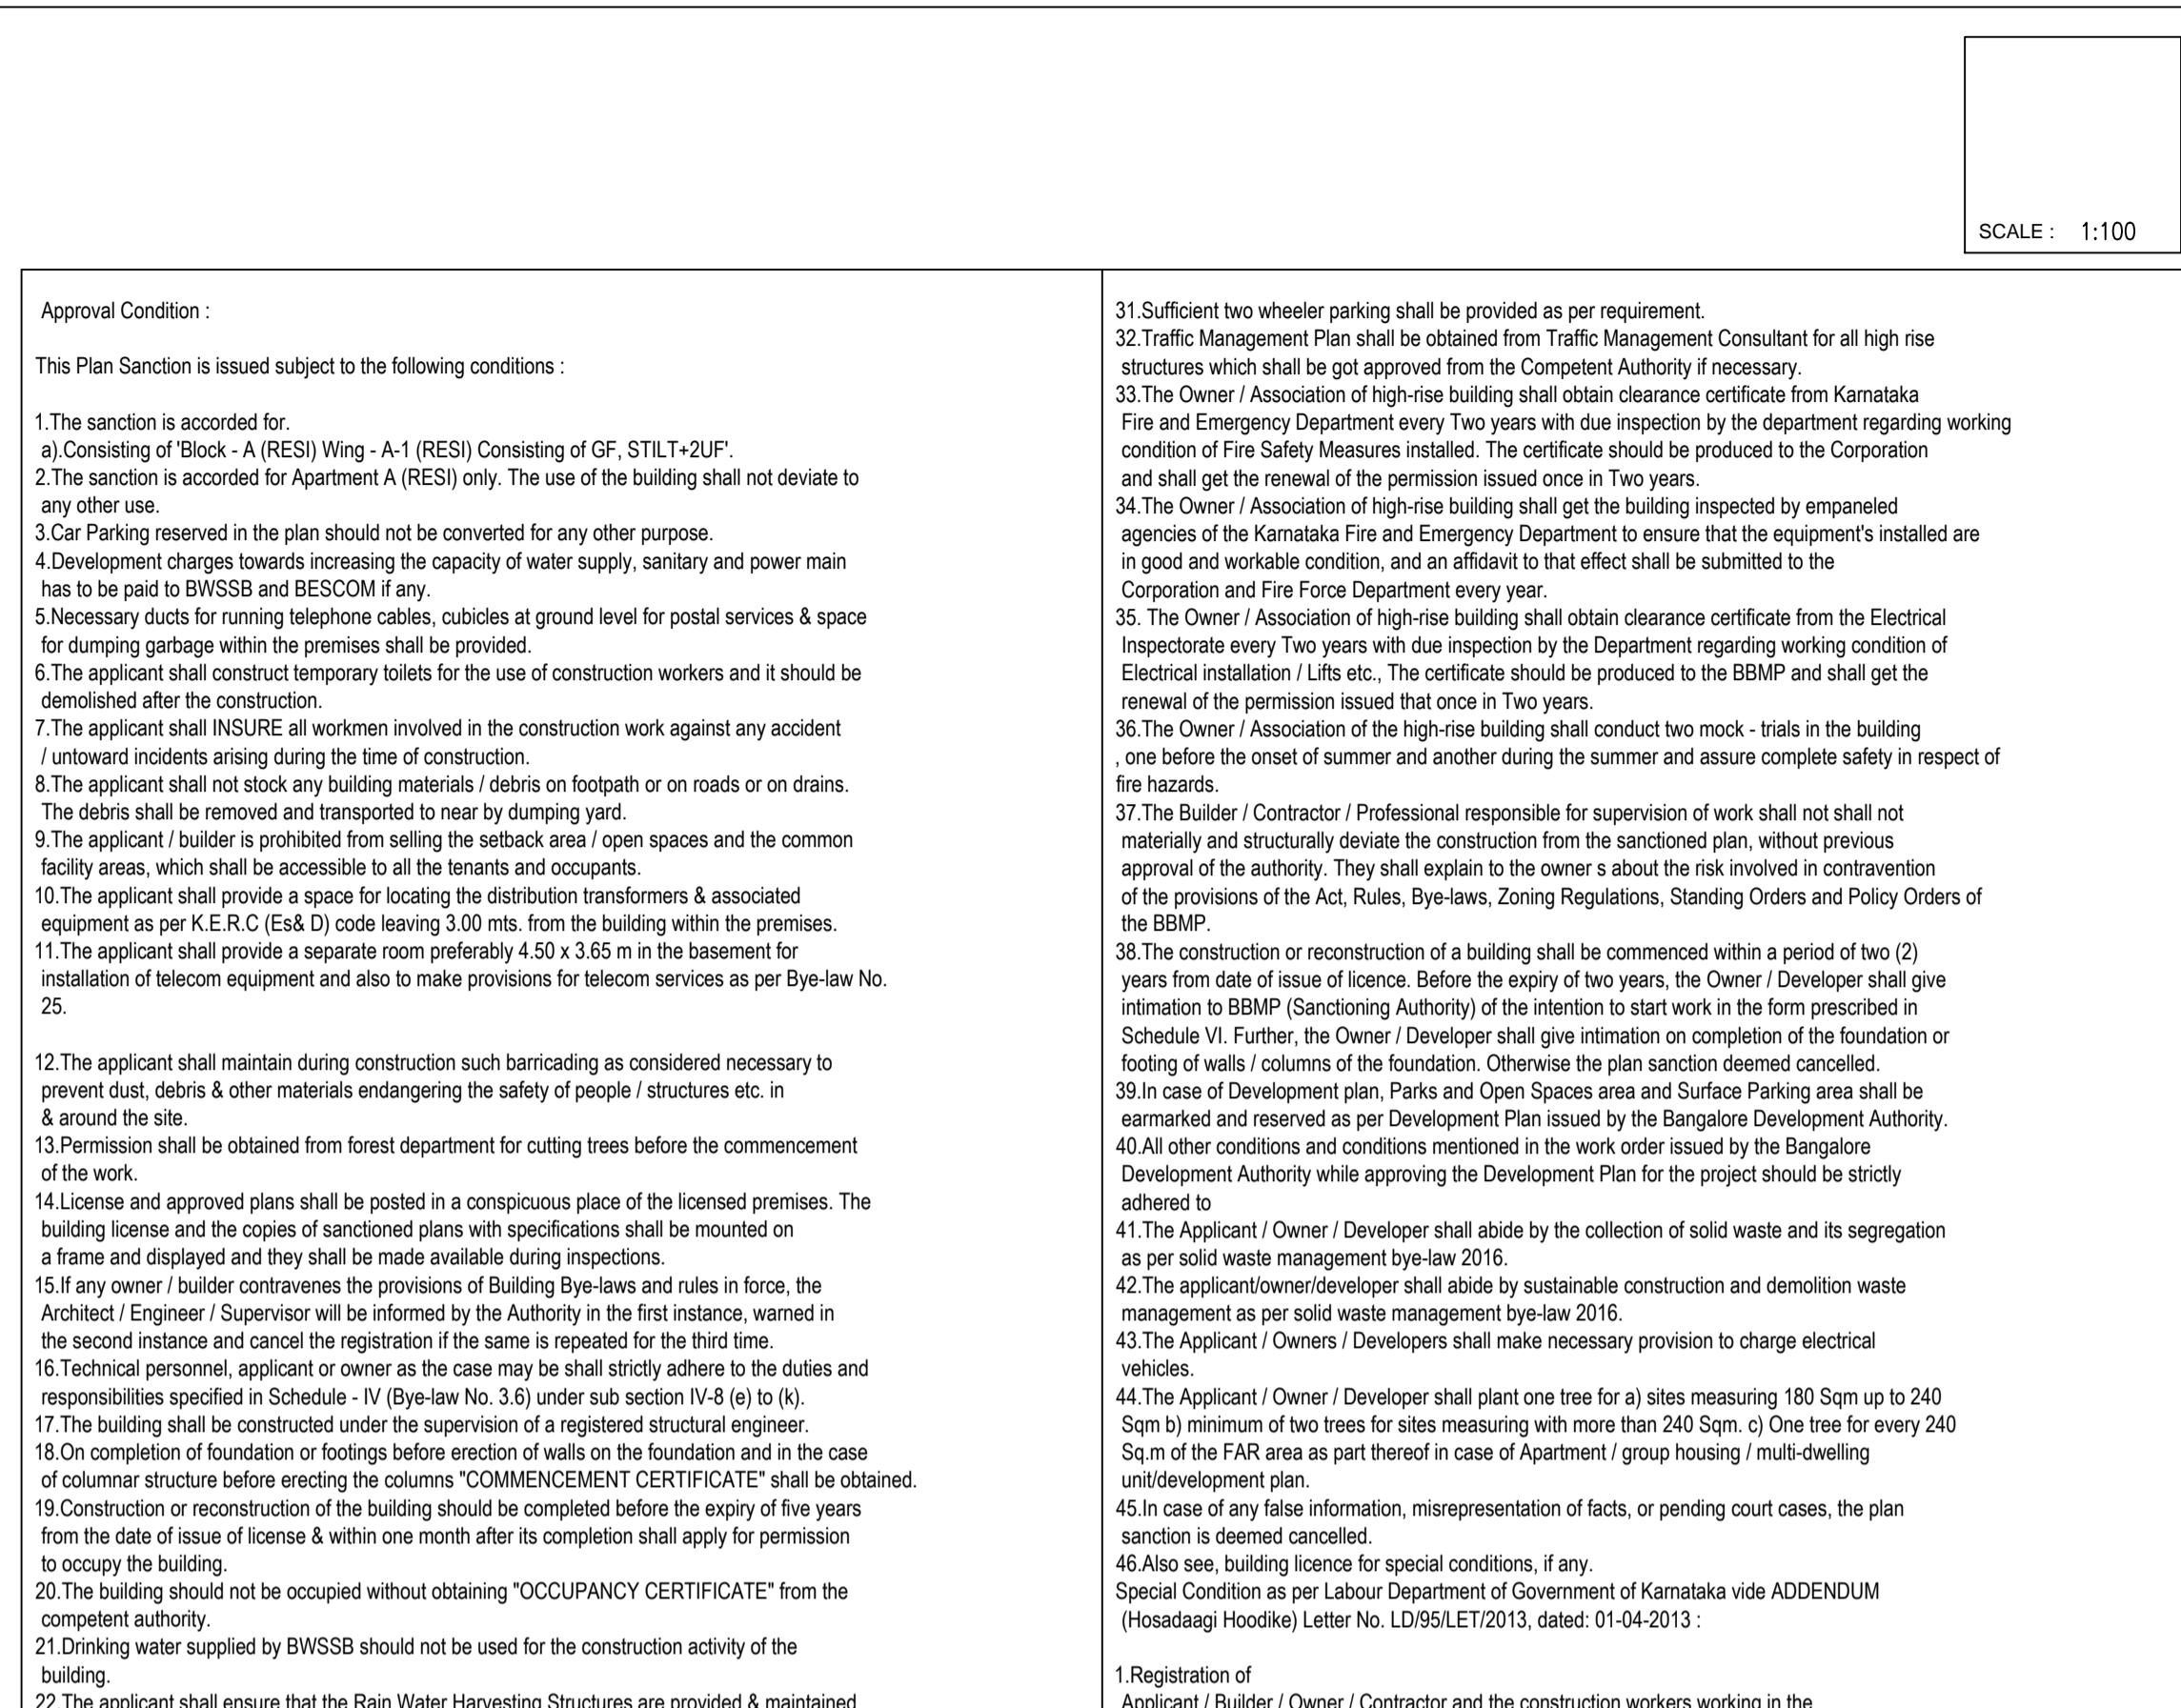 SCALE : 1:100
Approval Condition :
This Plan Sanction is issued subject to the following conditions :
1.The sanction is accorded for.
a).Consisting of 'Block - A (RESI) Wing - A-1 (RESI) Consisting of GF, STILT+2UF'.
2.The sanction is accorded for Apartment A (RESI) only. The use of the building shall not deviate to
any other use.
3.Car Parking reserved in the plan should not be converted for any other purpose.
4.Development charges towards increasing the capacity of water supply, sanitary and power main
has to be paid to BWSSB and BESCOM if any.
5.Necessary ducts for running telephone cables, cubicles at ground level for postal services & space
for dumping garbage within the premises shall be provided.
6.The applicant shall construct temporary toilets for the use of construction workers and it should be
demolished after the construction.
7.The applicant shall INSURE all workmen involved in the construction work against any accident
/ untoward incidents arising during the time of construction.
8.The applicant shall not stock any building materials / debris on footpath or on roads or on drains.
The debris shall be removed and transported to near by dumping yard.
9.The applicant / builder is prohibited from selling the setback area / open spaces and the common
facility areas, which shall be accessible to all the tenants and occupants.
10.The applicant shall provide a space for locating the distribution transformers & associated
equipment as per K.E.R.C (Es& D) code leaving 3.00 mts. from the building within the premises.
11.The applicant shall provide a separate room preferably 4.50 x 3.65 m in the basement for
installation of telecom equipment and also to make provisions for telecom services as per Bye-law No.
25.
12.The applicant shall maintain during construction such barricading as considered necessary to
prevent dust, debris & other materials endangering the safety of people / structures etc. in
& around the site.
13.Permission shall be obtained from forest department for cutting trees before the commencement
of the work.
14.License and approved plans shall be posted in a conspicuous place of the licensed premises. The
building license and the copies of sanctioned plans with specifications shall be mounted on
a frame and displayed and they shall be made available during inspections.
15.If any owner / builder contravenes the provisions of Building Bye-laws and rules in force, the
Architect / Engineer / Supervisor will be informed by the Authority in the first instance, warned in
the second instance and cancel the registration if the same is repeated for the third time.
16.Technical personnel, applicant or owner as the case may be shall strictly adhere to the duties and
responsibilities specified in Schedule - IV (Bye-law No. 3.6) under sub section IV-8 (e) to (k).
17.The building shall be constructed under the supervision of a registered structural engineer.
18.On completion of foundation or footings before erection of walls on the foundation and in the case
of columnar structure before erecting the columns "COMMENCEMENT CERTIFICATE" shall be obtained.
19.Construction or reconstruction of the building should be completed before the expiry of five years
from the date of issue of license & within one month after its completion shall apply for permission
to occupy the building.
20.The building should not be occupied without obtaining "OCCUPANCY CERTIFICATE" from the
competent authority.
21.Drinking water supplied by BWSSB should not be used for the construction activity of the
building.
22.The applicant shall ensure that the Rain Water Harvesting Structures are provided & maintained
31.Sufficient two wheeler parking shall be provided as per requirement.
32.Traffic Management Plan shall be obtained from Traffic Management Consultant for all high rise
structures which shall be got approved from the Competent Authority if necessary.
33.The Owner / Association of high-rise building shall obtain clearance certificate from Karnataka
Fire and Emergency Department every Two years with due inspection by the department regarding working
condition of Fire Safety Measures installed. The certificate should be produced to the Corporation
and shall get the renewal of the permission issued once in Two years.
34.The Owner / Association of high-rise building shall get the building inspected by empaneled
agencies of the Karnataka Fire and Emergency Department to ensure that the equipment's installed are
in good and workable condition, and an affidavit to that effect shall be submitted to the
Corporation and Fire Force Department every year.
35. The Owner / Association of high-rise building shall obtain clearance certificate from the Electrical
Inspectorate every Two years with due inspection by the Department regarding working condition of
Electrical installation / Lifts etc., The certificate should be produced to the BBMP and shall get the
renewal of the permission issued that once in Two years.
36.The Owner / Association of the high-rise building shall conduct two mock - trials in the building
, one before the onset of summer and another during the summer and assure complete safety in respect of
fire hazards.
37.The Builder / Contractor / Professional responsible for supervision of work shall not shall not
materially and structurally deviate the construction from the sanctioned plan, without previous
approval of the authority. They shall explain to the owner s about the risk involved in contravention
of the provisions of the Act, Rules, Bye-laws, Zoning Regulations, Standing Orders and Policy Orders of
the BBMP.
38.The construction or reconstruction of a building shall be commenced within a period of two (2)
years from date of issue of licence. Before the expiry of two years, the Owner / Developer shall give
intimation to BBMP (Sanctioning Authority) of the intention to start work in the form prescribed in
Schedule VI. Further, the Owner / Developer shall give intimation on completion of the foundation or
footing of walls / columns of the foundation. Otherwise the plan sanction deemed cancelled.
39.In case of Development plan, Parks and Open Spaces area and Surface Parking area shall be
earmarked and reserved as per Development Plan issued by the Bangalore Development Authority.
40.All other conditions and conditions mentioned in the work order issued by the Bangalore
Development Authority while approving the Development Plan for the project should be strictly
adhered to
41.The Applicant / Owner / Developer shall abide by the collection of solid waste and its segregation
as per solid waste management bye-law 2016.
42.The applicant/owner/developer shall abide by sustainable construction and demolition waste
management as per solid waste management bye-law 2016.
43.The Applicant / Owners / Developers shall make necessary provision to charge electrical
vehicles.
44.The Applicant / Owner / Developer shall plant one tree for a) sites measuring 180 Sqm up to 240
Sqm b) minimum of two trees for sites measuring with more than 240 Sqm. c) One tree for every 240
Sq.m of the FAR area as part thereof in case of Apartment / group housing / multi-dwelling
unit/development plan.
45.In case of any false information, misrepresentation of facts, or pending court cases, the plan
sanction is deemed cancelled.
46.Also see, building licence for special conditions, if any.
Special Condition as per Labour Department of Government of Karnataka vide ADDENDUM
(Hosadaagi Hoodike) Letter No. LD/95/LET/2013, dated: 01-04-2013 :
1.Registration of
Applicant / Builder / Owner / Contractor and the construction workers working in the